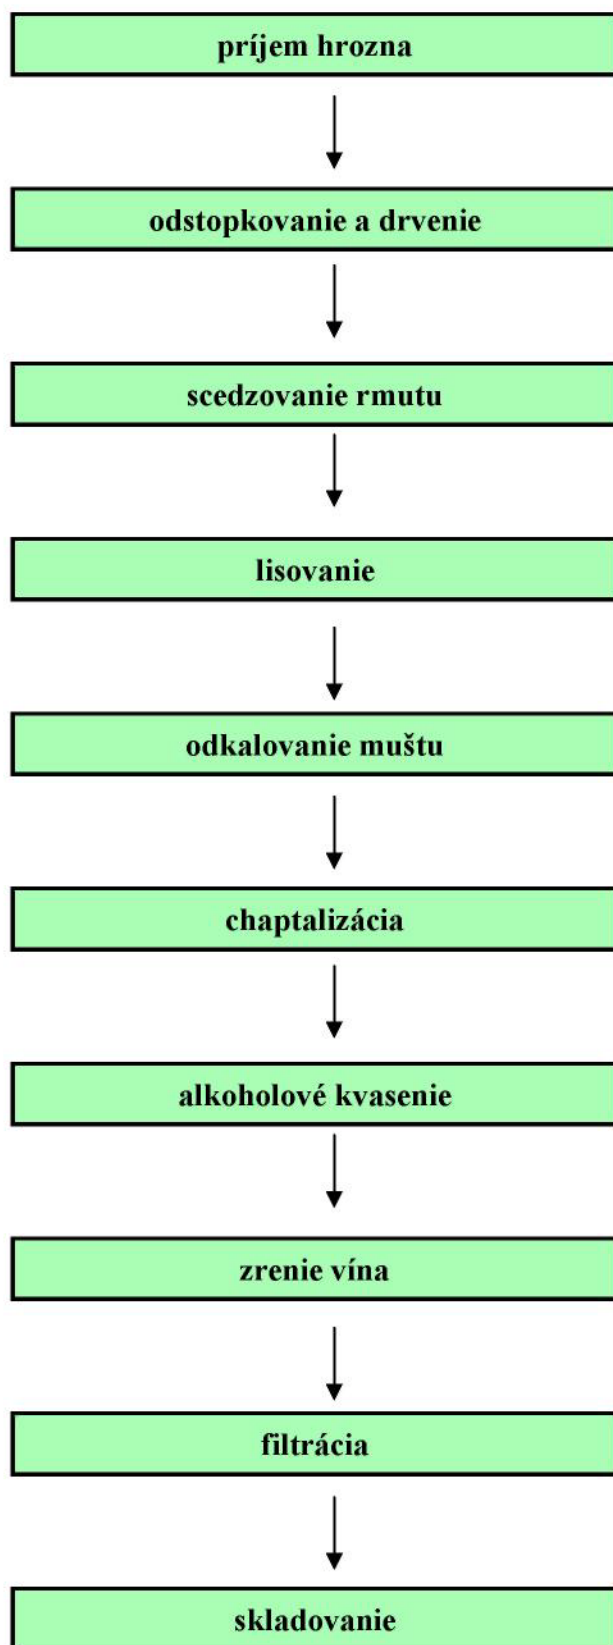 príjem hrozna
odstopkovanie a drvenie
scedzovanie rmutu
lisovanie
odkalovanie muštu
chaptalizácia
alkoholové kvasenie
zrenie vína
filtrácia
skladovanie